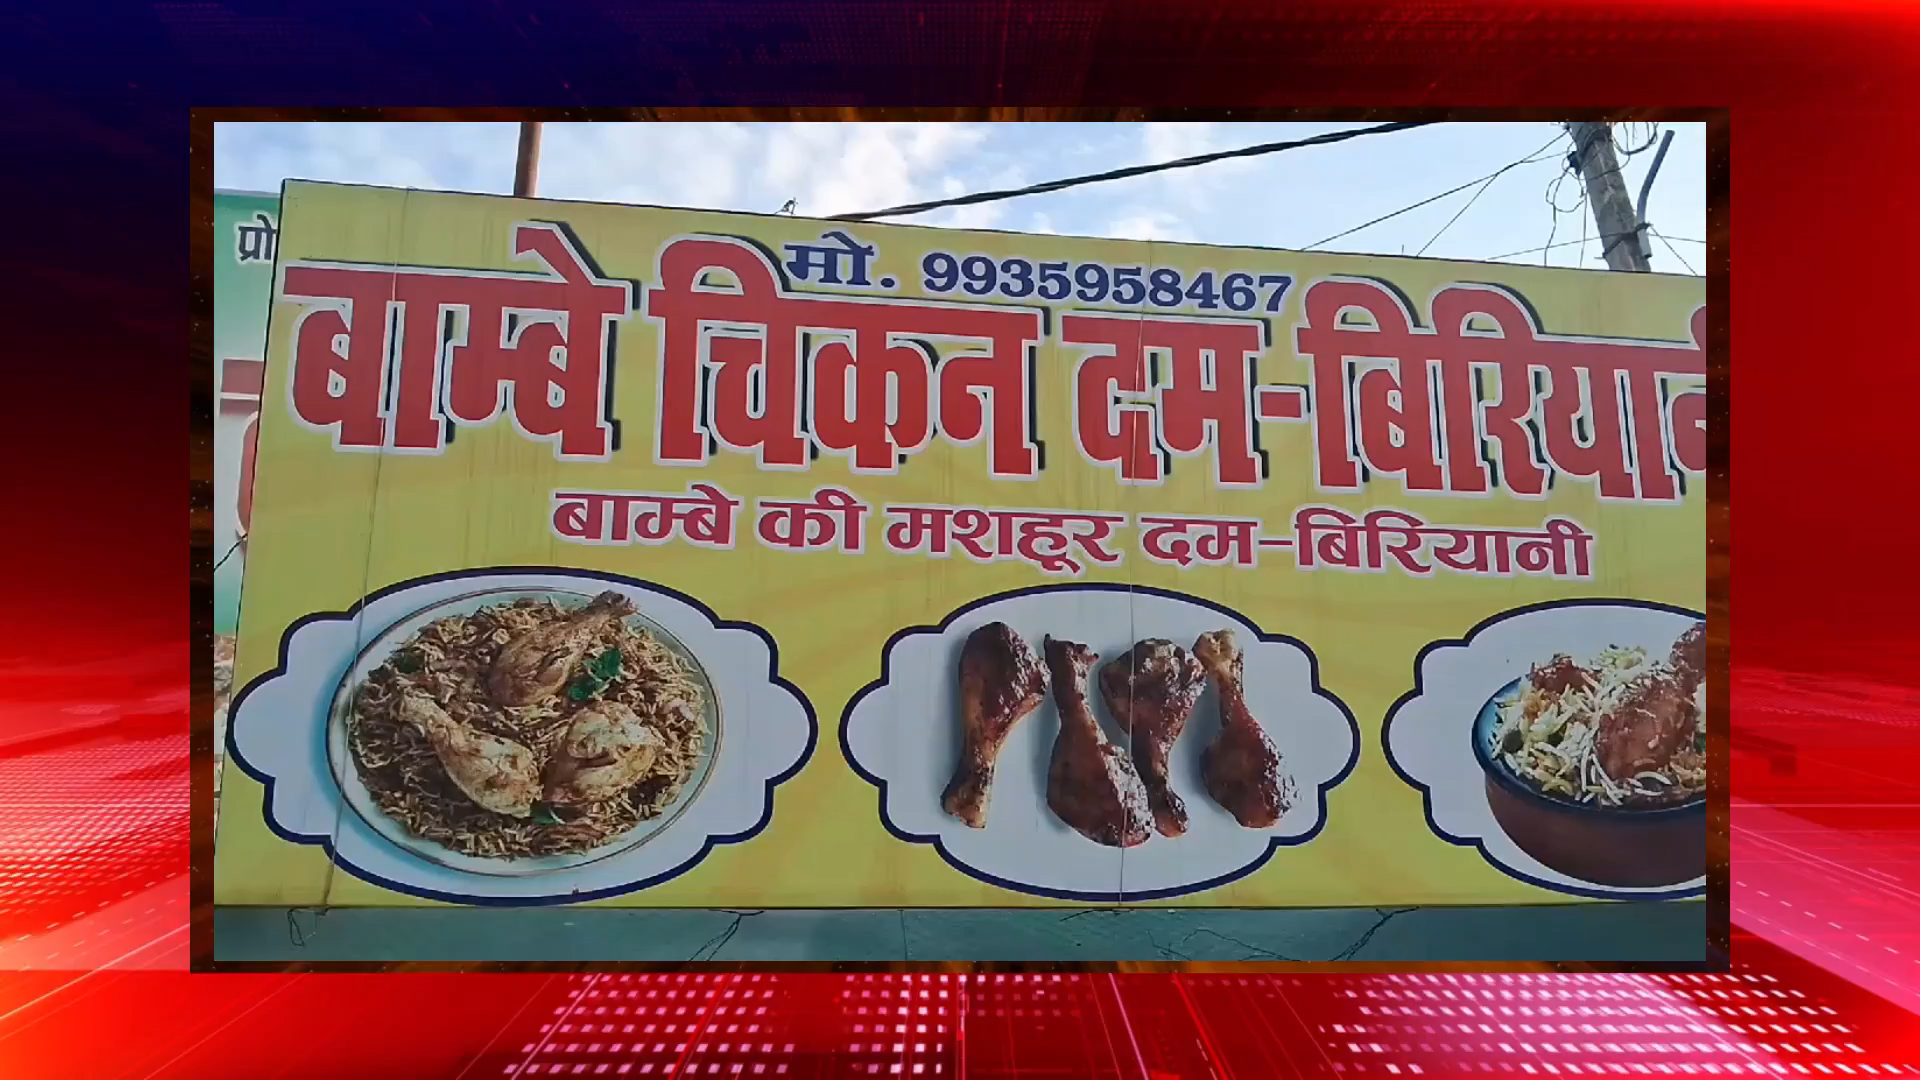 प्रो
मो. 9935958467
बाम्बे चिकन दम-बिरियानी
बाम्बे की मशहूर दम-बिरियानी